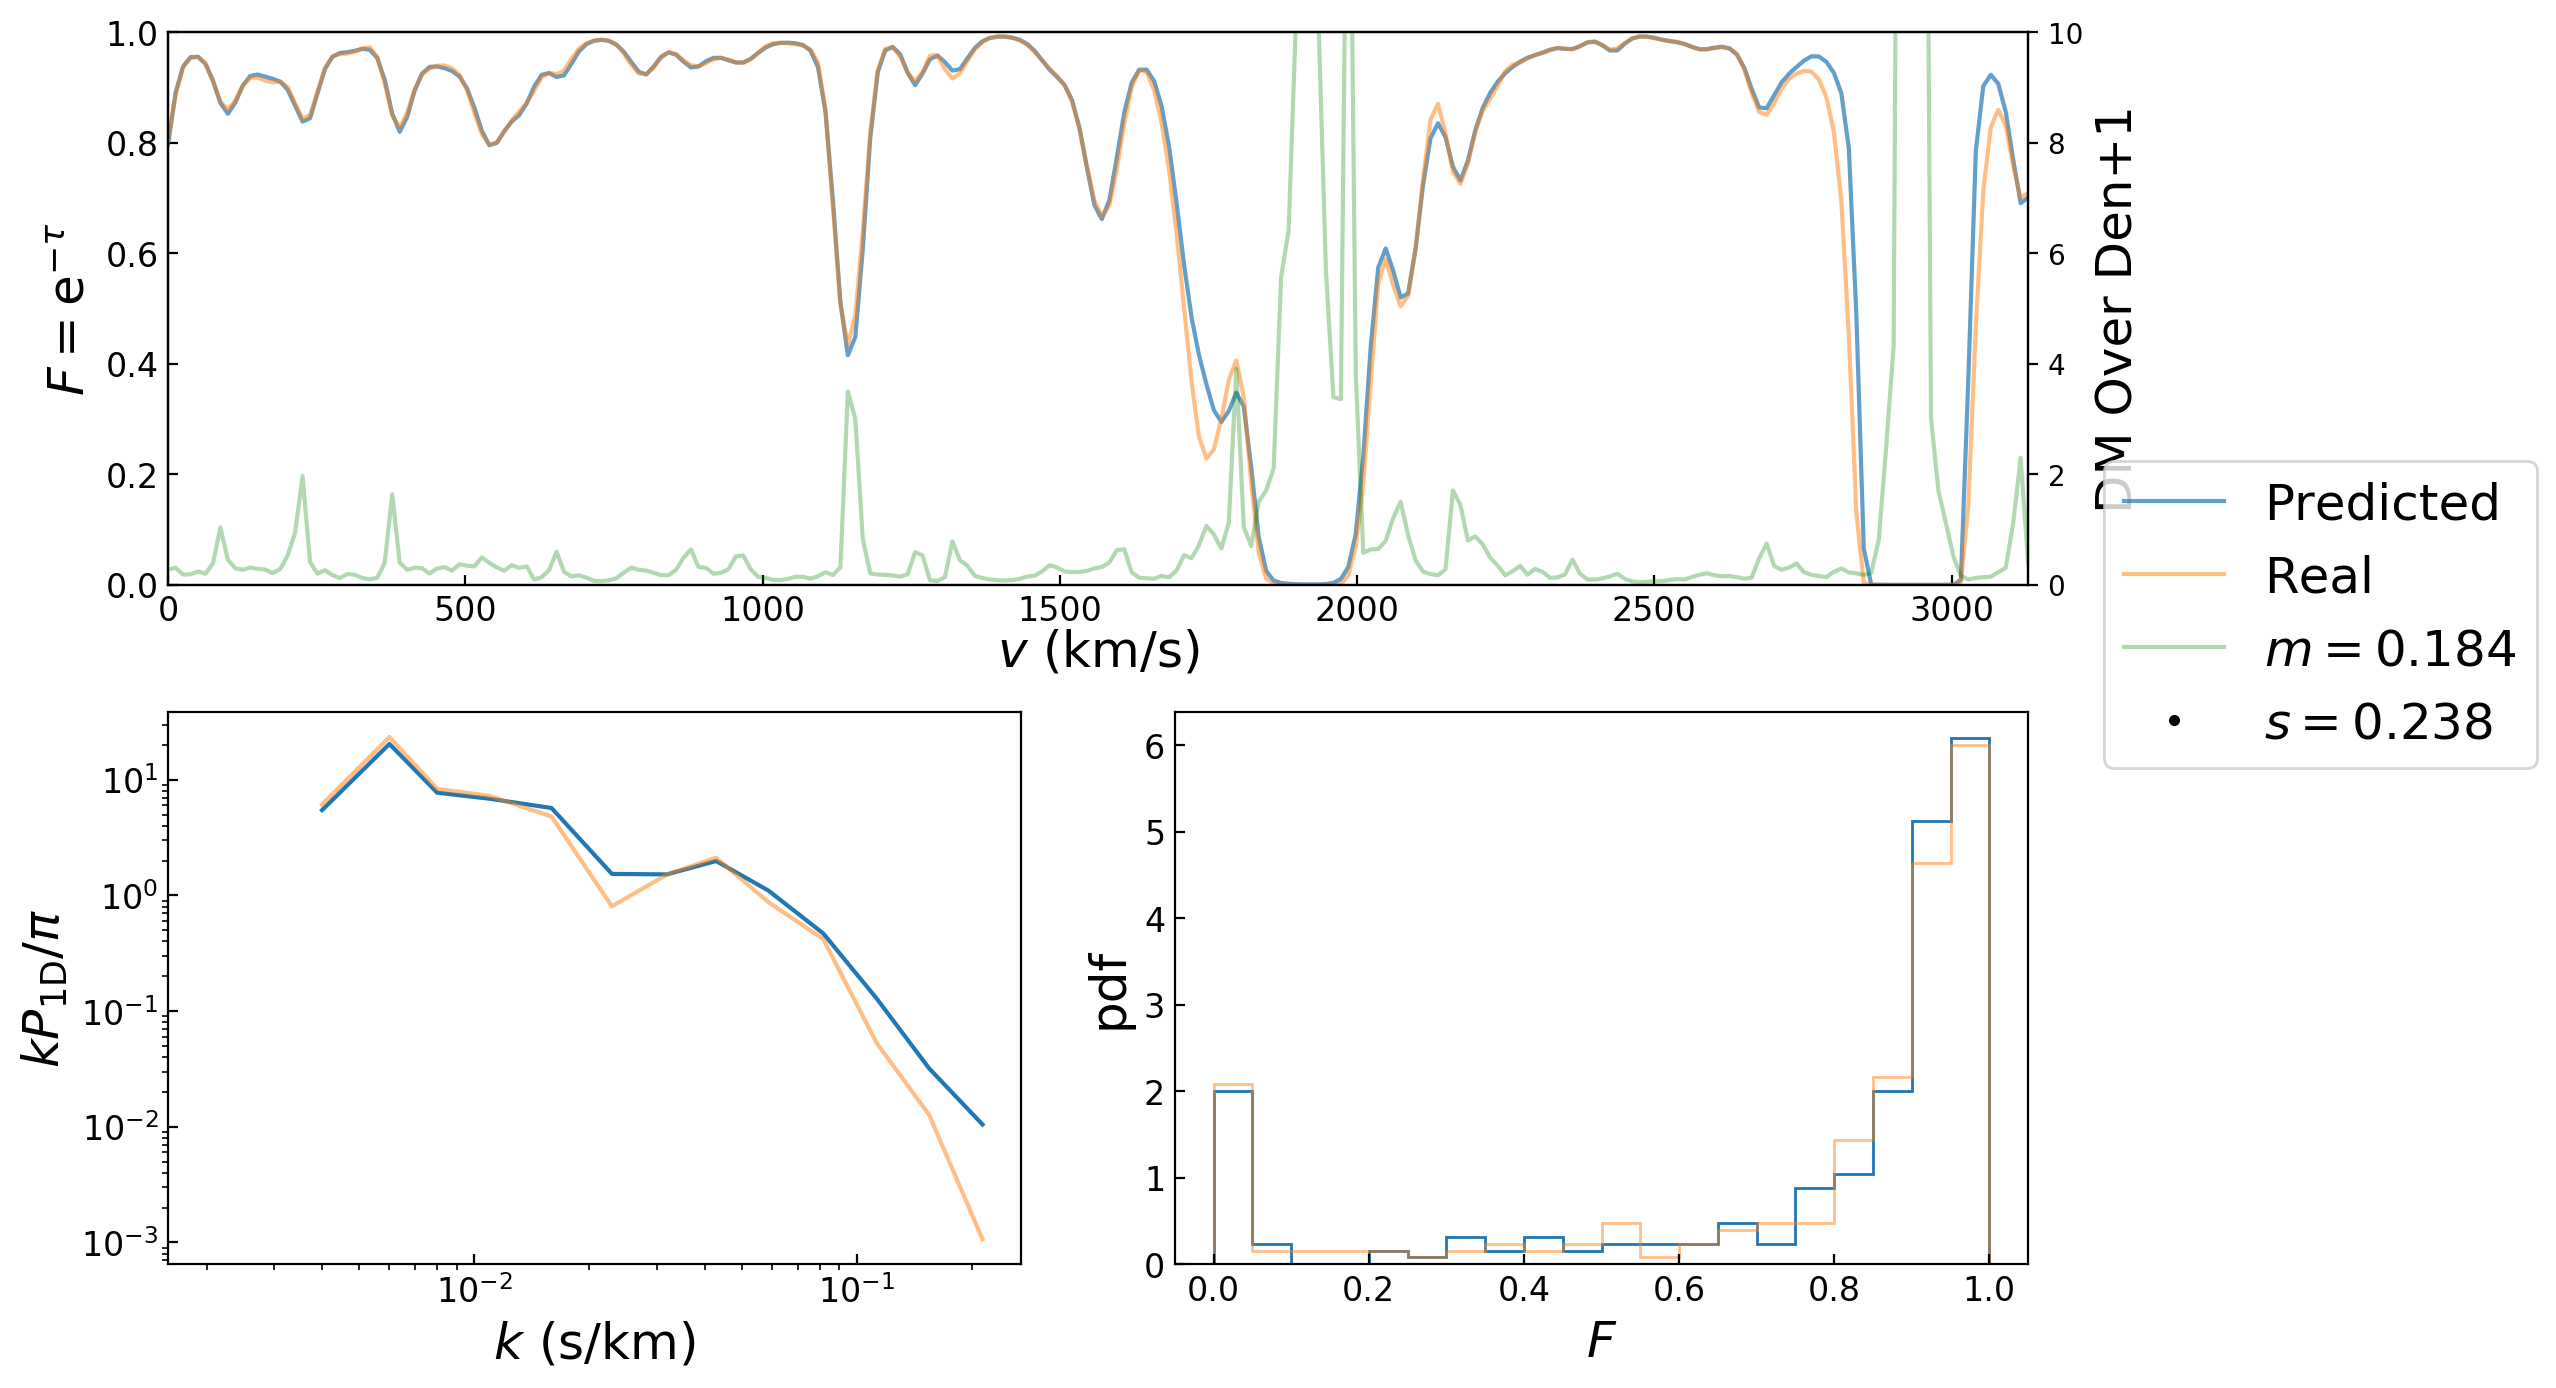 1.0
0.8
0.6
0.4
0.2
0.0
F = e^{-τ}
10
8
6
4
2
0
DM Over Den+1
0 500 1000 1500 2000 2500 3000
v (km/s)
Predicted
Real
m = 0.184
s = 0.238
10^1
10^0
10^{-1}
10^{-2}
10^{-3}
kP_{1D}/π
10^{-2} 10^{-1}
k (s/km)
6
5
4
3
2
1
0
pdf
0.0 0.2 0.4 0.6 0.8 1.0
F